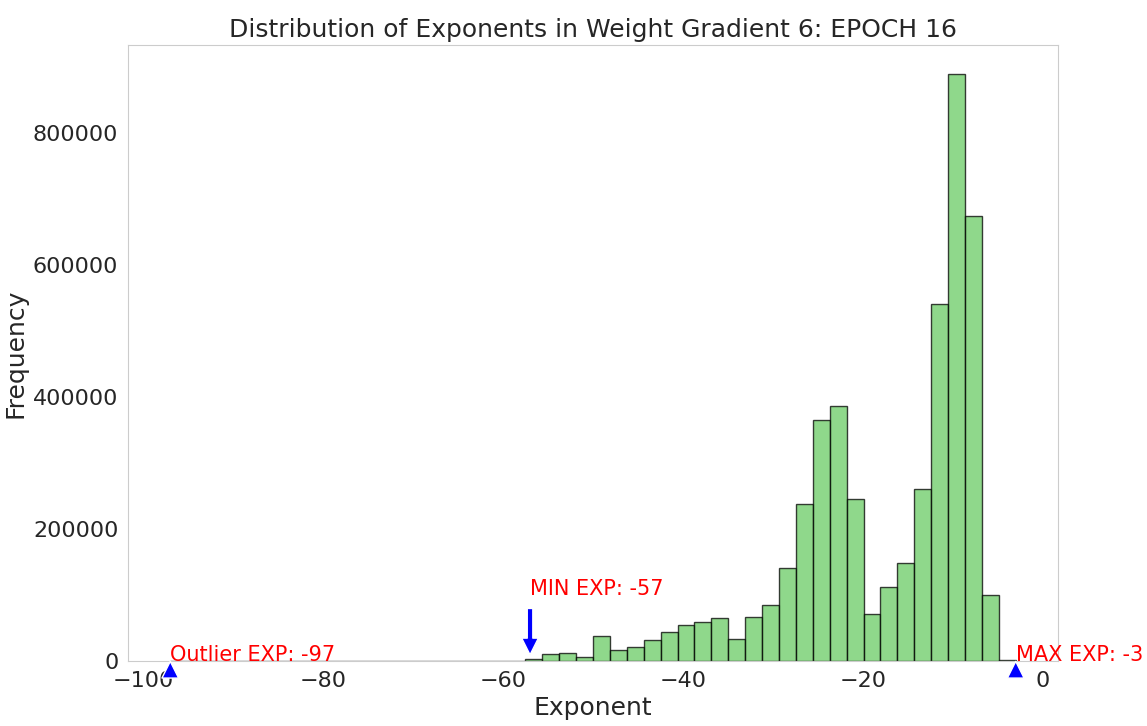 Distribution of Exponents in Weight Gradient 6: EPOCH 16
Frequency
800000
600000
400000
200000
0
MIN EXP: -57
Outlier EXP: -97
MAX EXP: -3
−100
−80
−60
−40
−20
0
Exponent